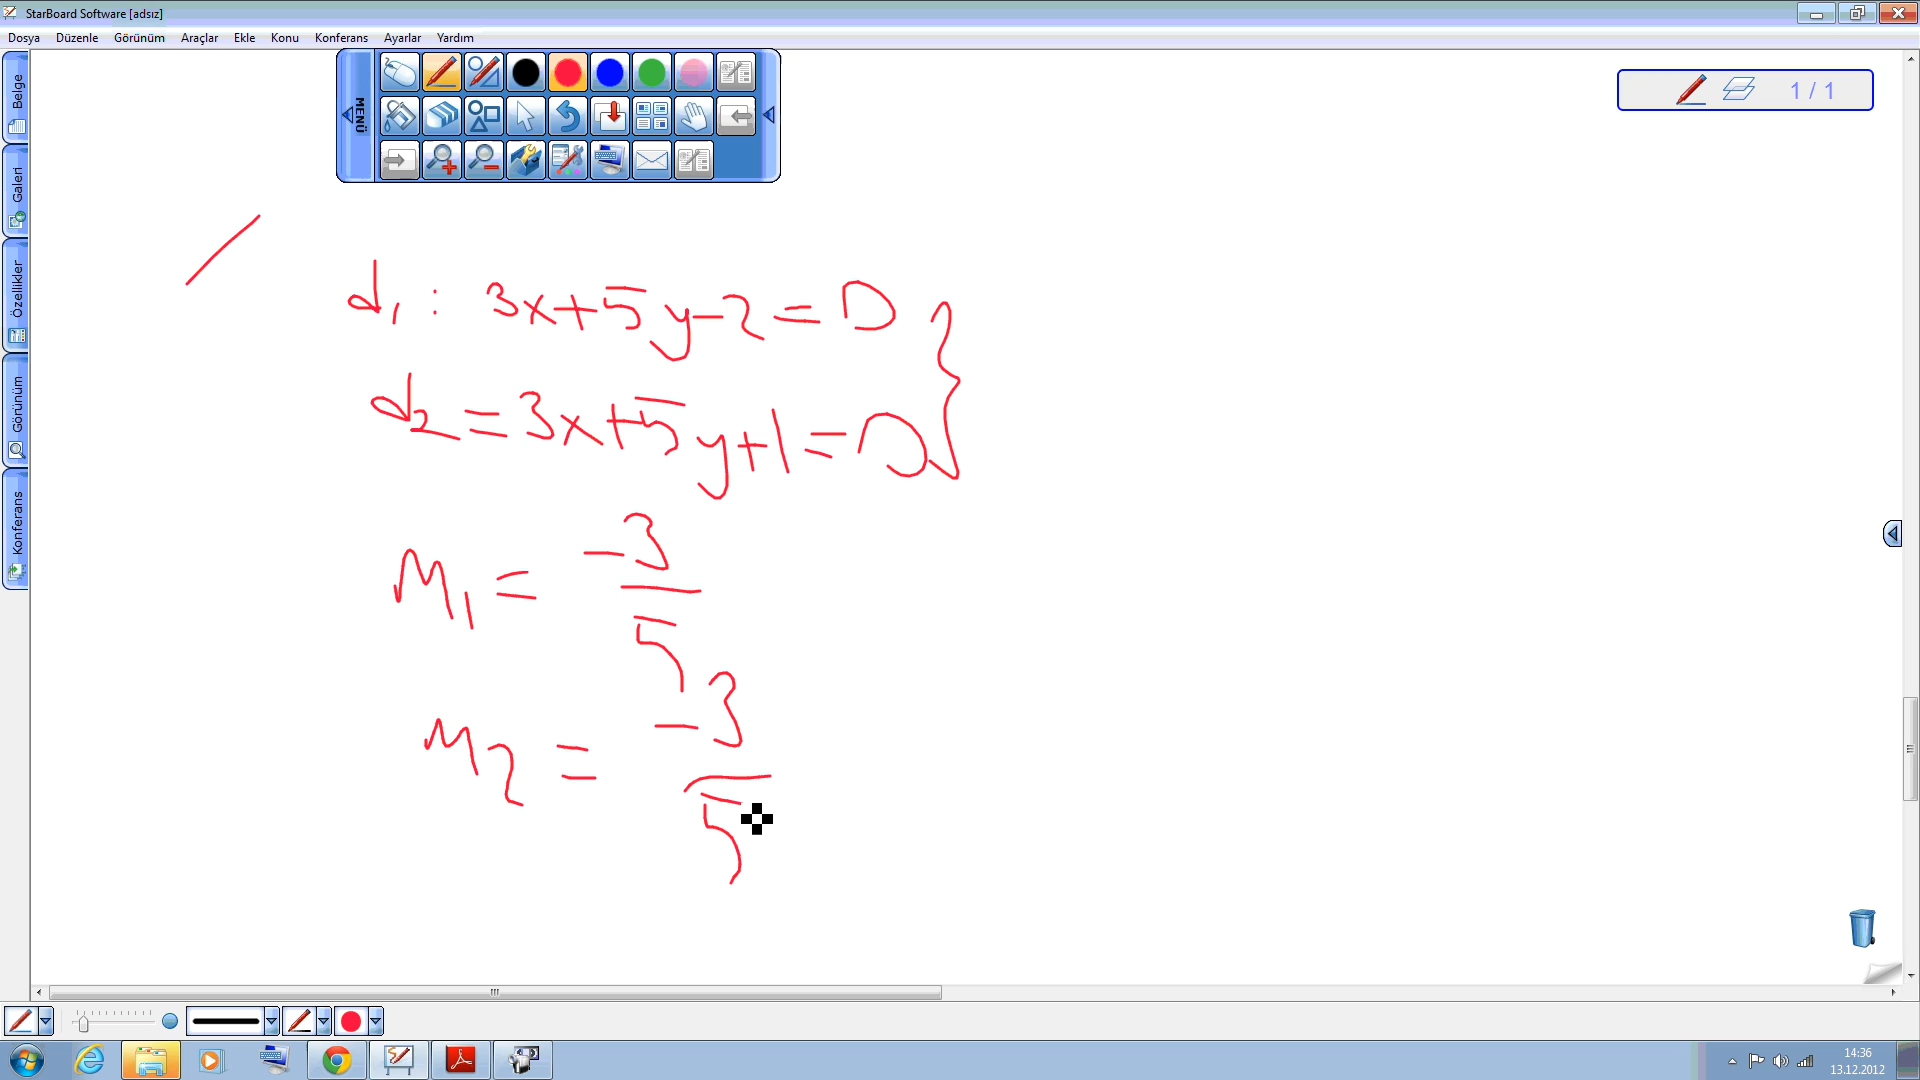 StarBoard Software [adsız]
Dosya Düzenle Görünüm Araçlar Ekle Konu Konferans Ayarlar Yardım
MENÜ
1 / 1
Belge
Galeri
Özellikler
Görünüm
Konferans
d₁ : 3x+5y-2=0
d₂ = 3x+5y+1=0
m₁ = -3/5
m₂ = -3/5
14:36
13.12.2012